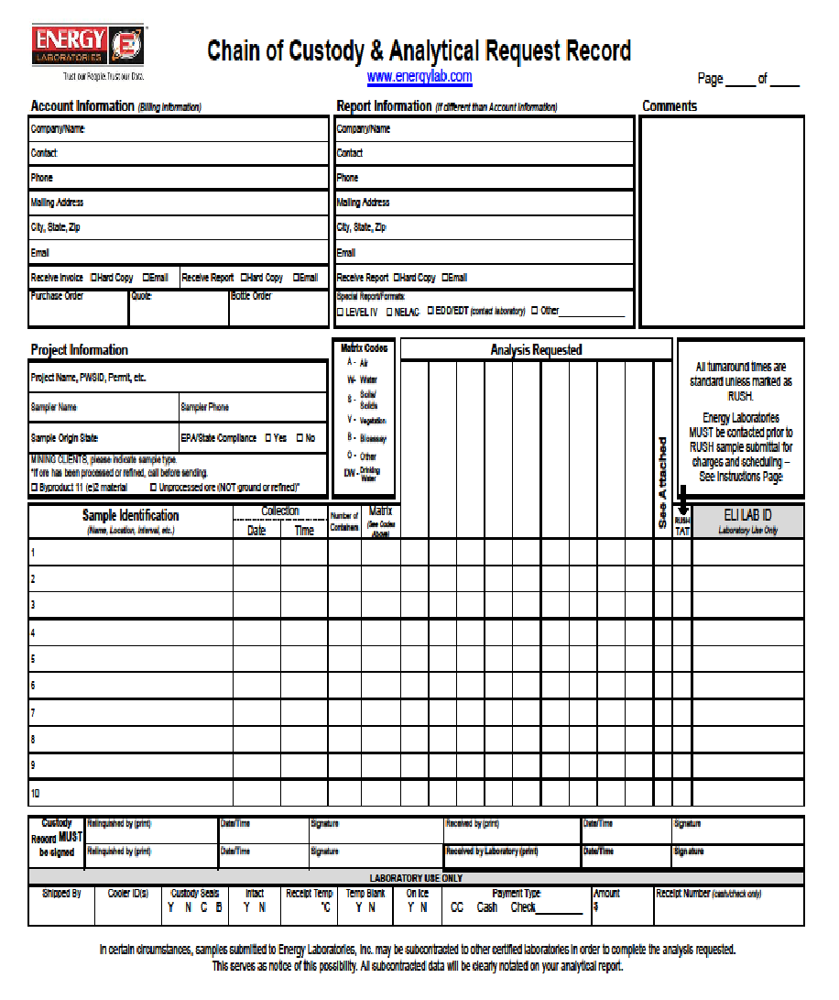 ENERGY
LABORATORIES
Trust our People. Trust our Data.
Chain of Custody & Analytical Request Record
www.energylab.com
Page _____ of _____
Account Information (Billing information)
Company/Name
Contact
Phone
Mailing Address
City, State, Zip
Email
Receive Invoice ☐Hard Copy ☐Email Receive Report ☐Hard Copy ☐Email
Purchase Order Quote Bottle Order
Report Information (if different than Account Information)
Company/Name
Contact
Phone
Mailing Address
City, State, Zip
Email
Receive Report ☐Hard Copy ☐Email
Special Report/Formats:
☐ LEVEL IV ☐ NELAC ☐ EDD/EDT (contact laboratory) ☐ Other_____________
Comments
Project Information
Project Name, PWSID, Permit, etc.
Sampler Name Sampler Phone
Sample Origin State EPA/State Compliance ☐ Yes ☐ No
MINING CLIENTS, please indicate sample type.
*If ore has been processed or refined, call before sending.
☐ Byproduct 11 (e)2 material ☐ Unprocessed ore (NOT ground or refined)*
Matrix Codes
A - Air
W- Water
S - Soils/
Solids
V - Vegetation
B - Bioassay
O - Other
DW - Drinking
Water
Analysis Requested
See Attached
All turnaround times are
standard unless marked as
RUSH.
Energy Laboratories
MUST be contacted prior to
RUSH sample submittal for
charges and scheduling –
See Instructions Page
Sample Identification
(Name, Location, Interval, etc.)
Collection
Date Time
Number of
Containers
Matrix
(See Codes
Above)
RUSH
TAT
ELI LAB ID
Laboratory Use Only
1
2
3
4
5
6
7
8
9
10
Custody
Record MUST
be signed
Relinquished by (print) Date/Time Signature Received by (print) Date/Time Signature
Relinquished by (print) Date/Time Signature Received by Laboratory (print) Date/Time Signature
LABORATORY USE ONLY
Shipped By Cooler ID(s) Custody Seals Intact Receipt Temp Temp Blank On Ice Payment Type Amount Receipt Number (cash/check only)
Y N C B Y N °C Y N Y N CC Cash Check_________ $
In certain circumstances, samples submitted to Energy Laboratories, Inc. may be subcontracted to other certified laboratories in order to complete the analysis requested.
This serves as notice of this possibility. All subcontracted data will be clearly notated on your analytical report.